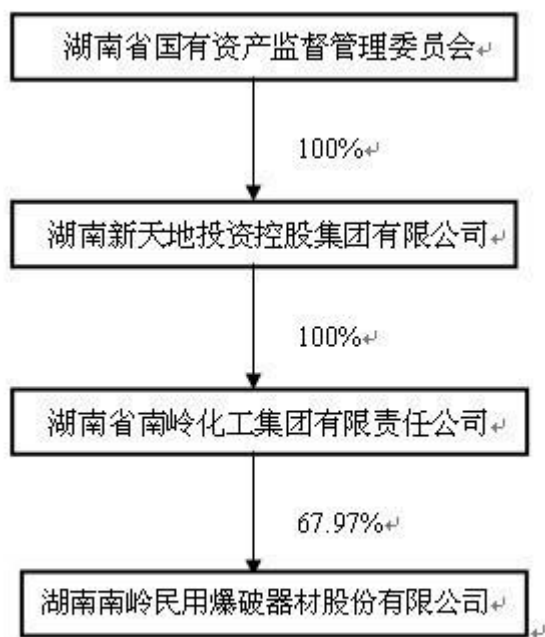 湖南省国有资产监督管理委员会
100%
湖南新天地投资控股集团有限公司
100%
湖南省南岭化工集团有限责任公司
67.97%
湖南南岭民用爆破器材股份有限公司